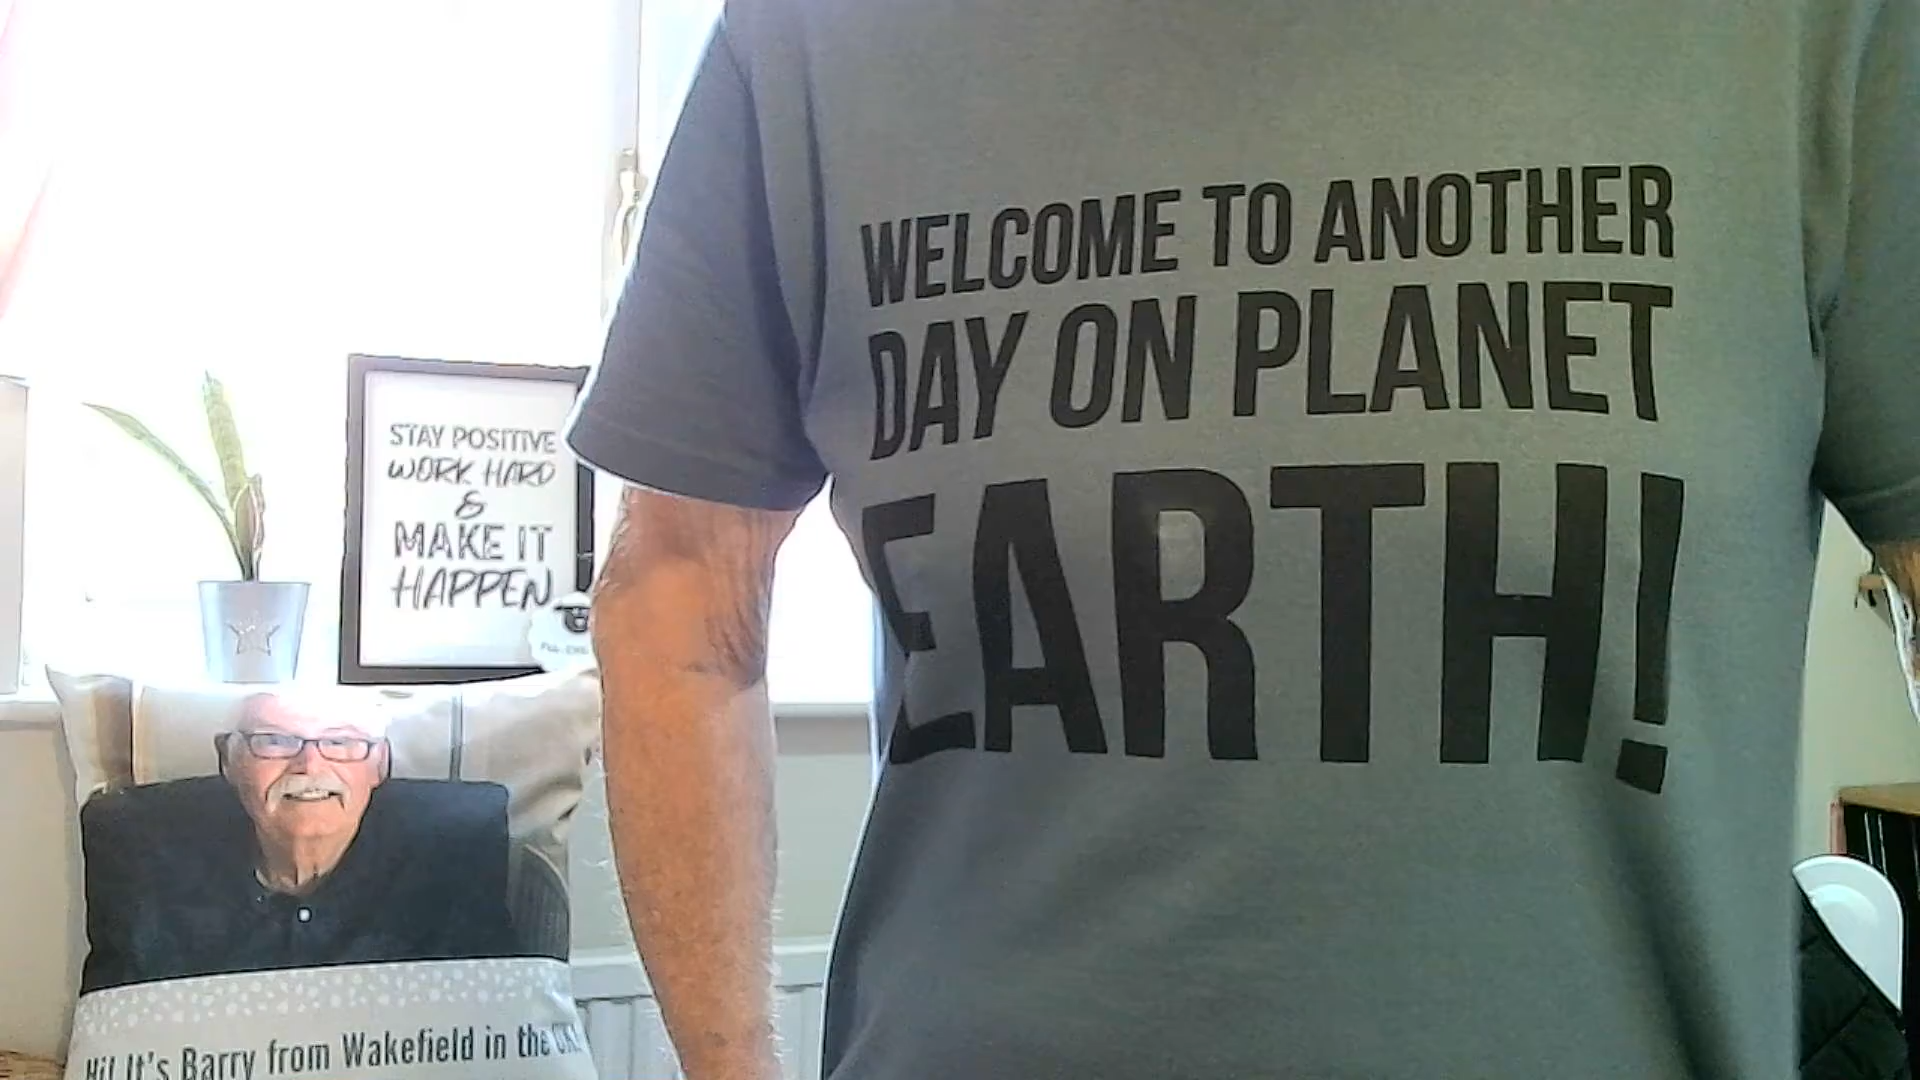 WELCOME TO ANOTHER
DAY ON PLANET
EARTH!
STAY POSITIVE
WORK HARD
&
MAKE IT
HAPPEN
Hi! It's Barry from Wakefield in the UK!